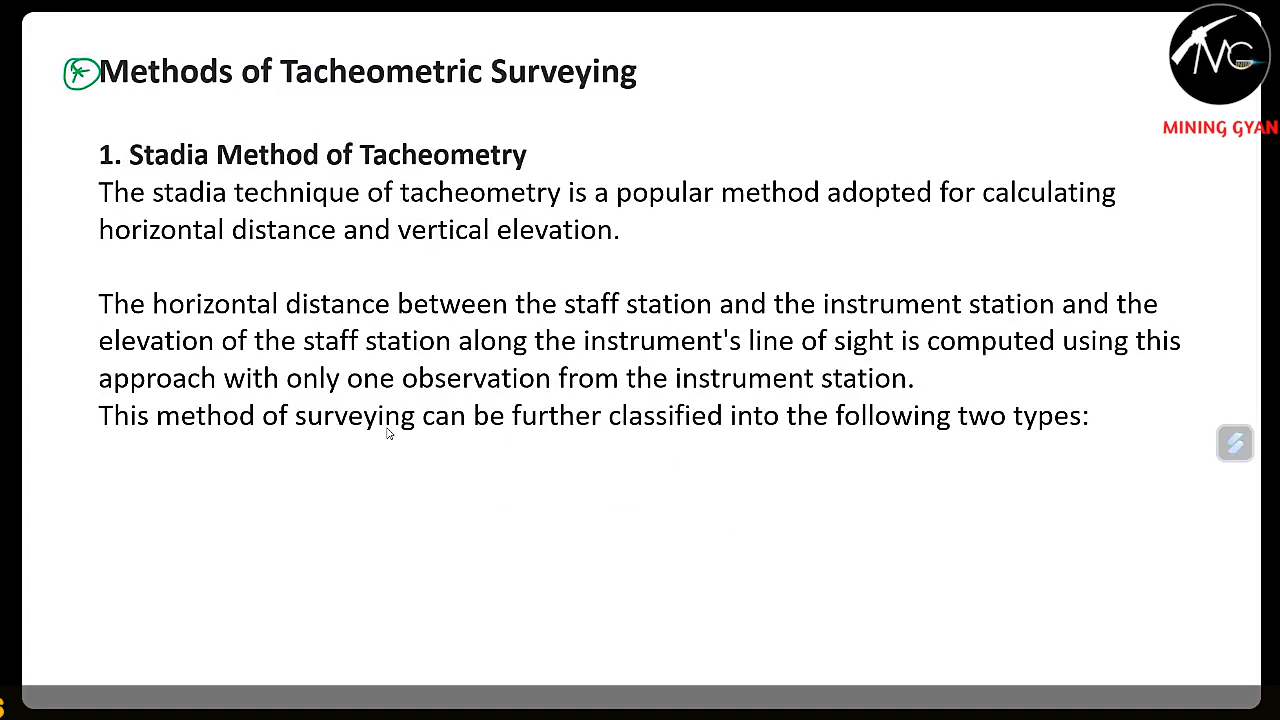 Methods of Tacheometric Surveying
MG
MINING GYAN
1. Stadia Method of Tacheometry
The stadia technique of tacheometry is a popular method adopted for calculating
horizontal distance and vertical elevation.
The horizontal distance between the staff station and the instrument station and the
elevation of the staff station along the instrument's line of sight is computed using this
approach with only one observation from the instrument station.
This method of surveying can be further classified into the following two types: